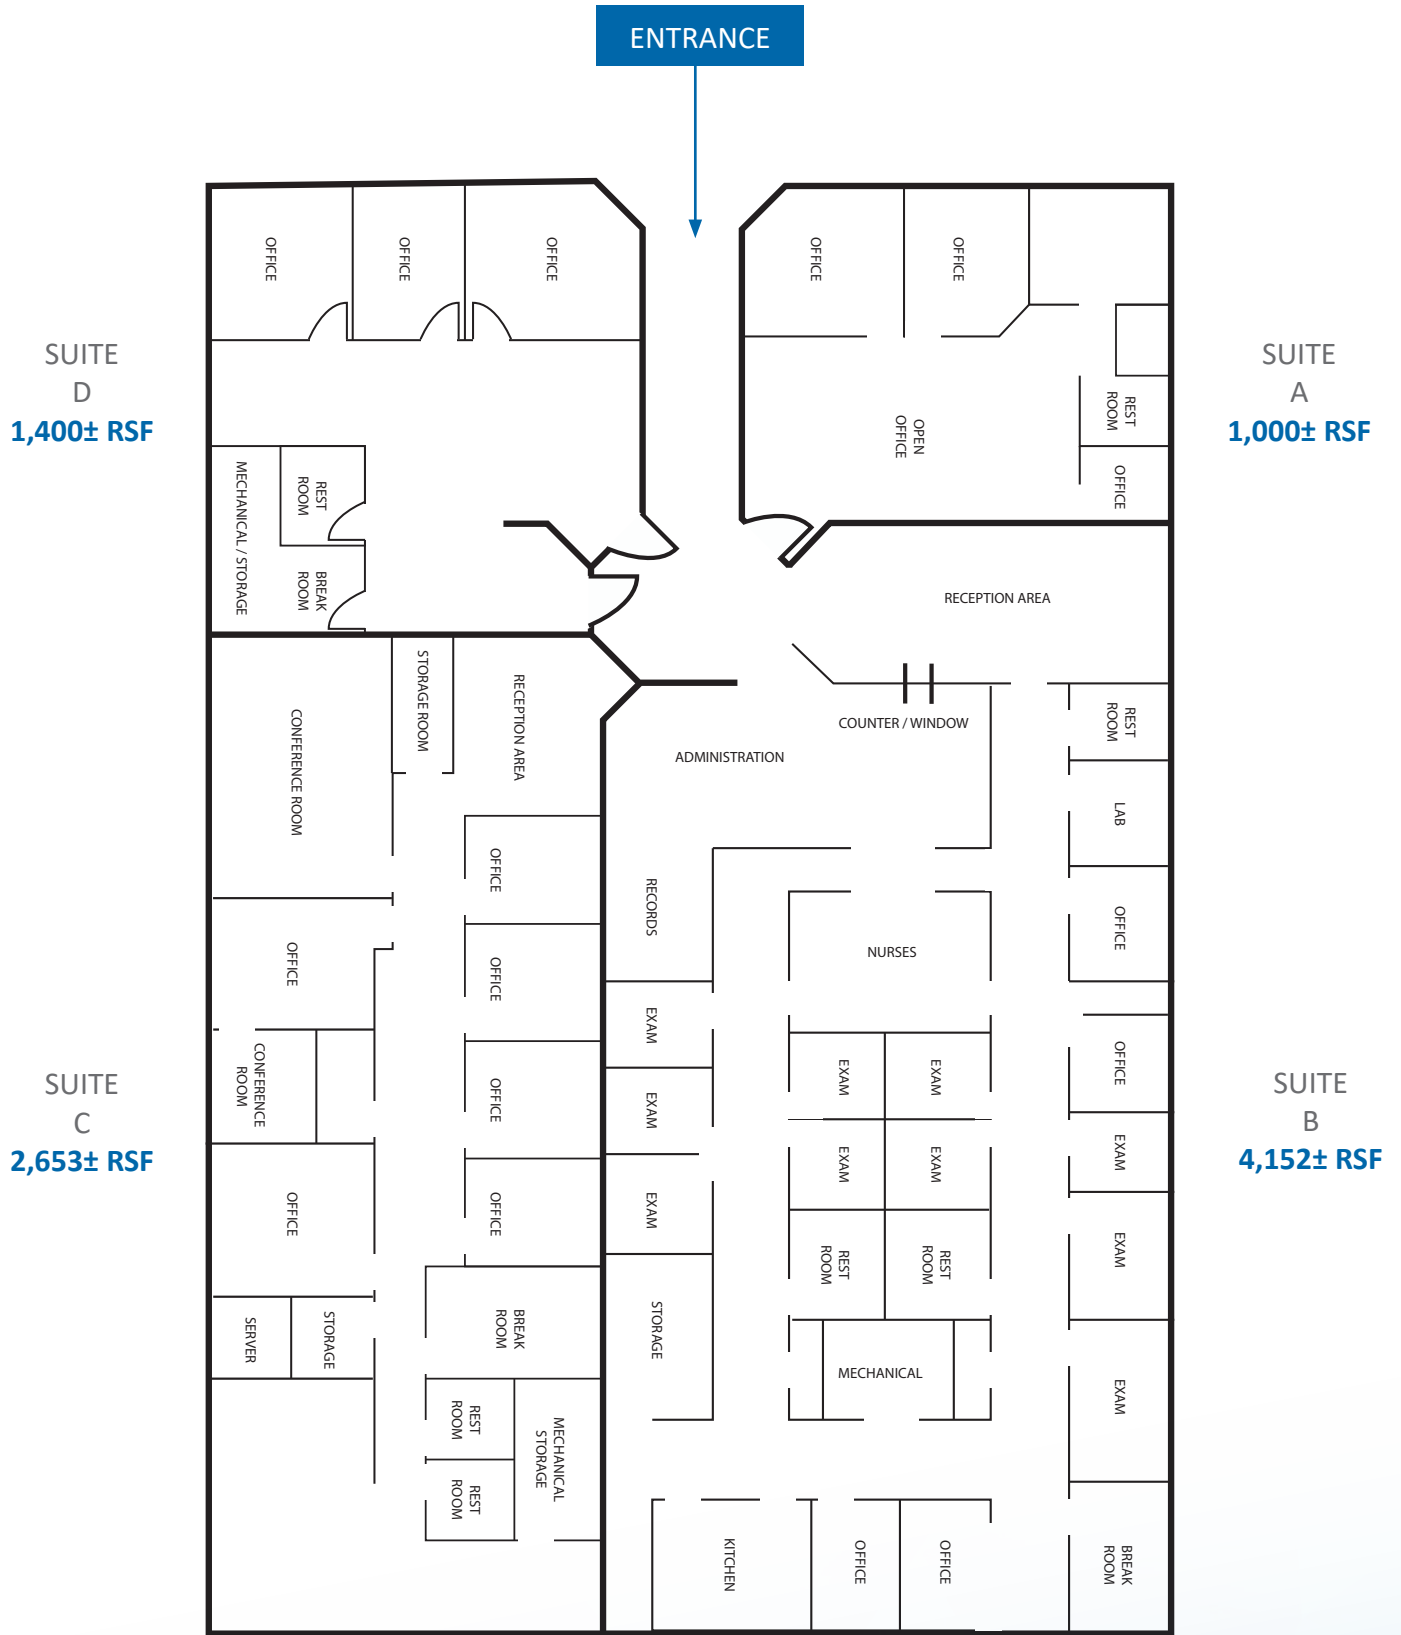 ENTRANCE
SUITE
D
1,400± RSF
OFFICE
OFFICE
OFFICE
MECHANICAL / STORAGE
REST
ROOM
BREAK
ROOM
SUITE
A
1,000± RSF
OFFICE
OFFICE
OPEN
OFFICE
REST
ROOM
OFFICE
SUITE
C
2,653± RSF
CONFERENCE ROOM
STORAGE ROOM
RECEPTION AREA
OFFICE
OFFICE
OFFICE
CONFERENCE
ROOM
OFFICE
OFFICE
OFFICE
SERVER
STORAGE
BREAK
ROOM
REST
ROOM
REST
ROOM
MECHANICAL
STORAGE
SUITE
B
4,152± RSF
RECEPTION AREA
COUNTER / WINDOW
ADMINISTRATION
REST
ROOM
LAB
RECORDS
NURSES
OFFICE
EXAM
EXAM
EXAM
OFFICE
EXAM
EXAM
EXAM
EXAM
EXAM
REST
ROOM
REST
ROOM
EXAM
STORAGE
MECHANICAL
EXAM
KITCHEN
OFFICE
OFFICE
BREAK
ROOM